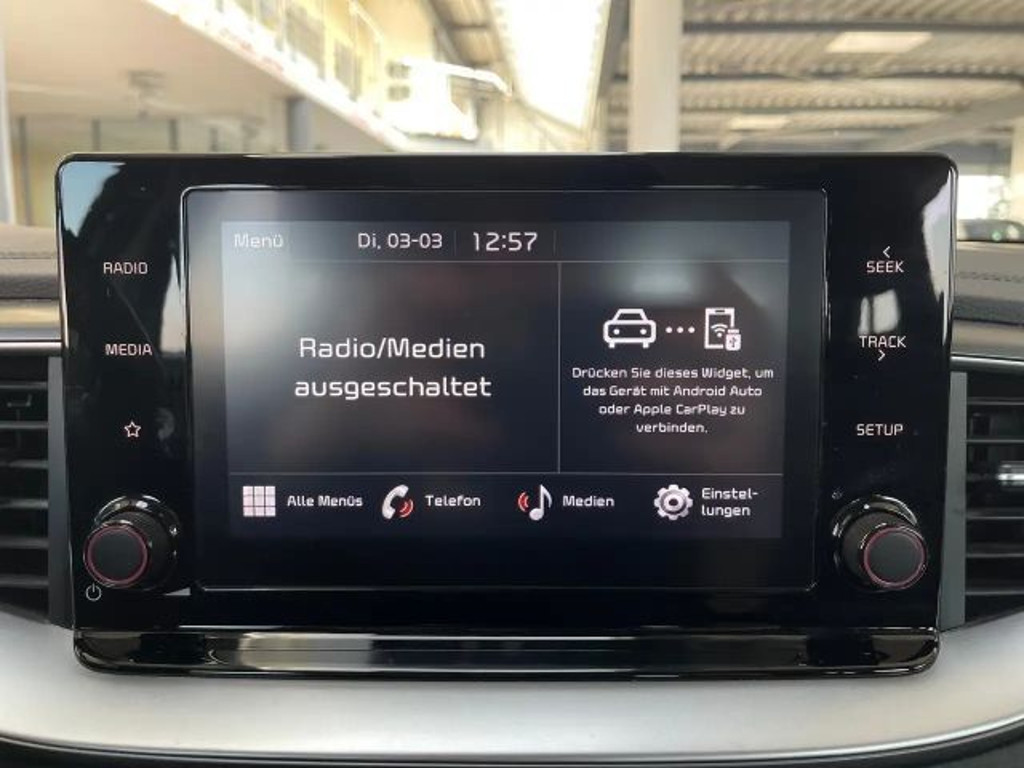 Menü Di, 03-03 12:57
RADIO
MEDIA
Radio/Medien
ausgeschaltet
Drücken Sie dieses Widget, um
das Gerät mit Android Auto
oder Apple CarPlay zu
verbinden.
Alle Menüs
Telefon
Medien
Einstel-
lungen
<
SEEK
TRACK
>
SETUP